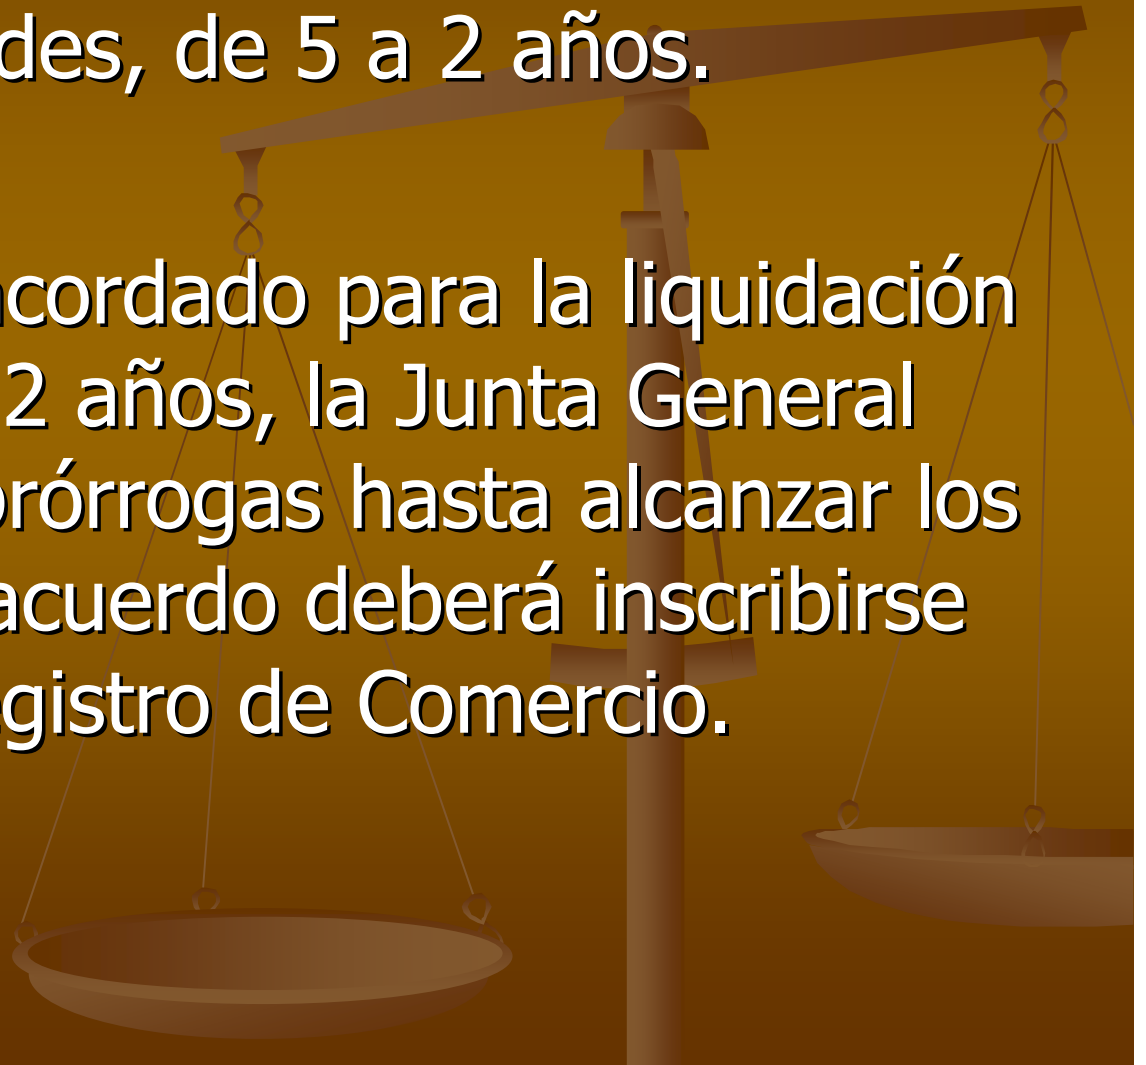 des, de 5 a 2 años.
acordado para la liquidación
2 años, la Junta General
prórrogas hasta alcanzar los
acuerdo deberá inscribirse
egistro de Comercio.